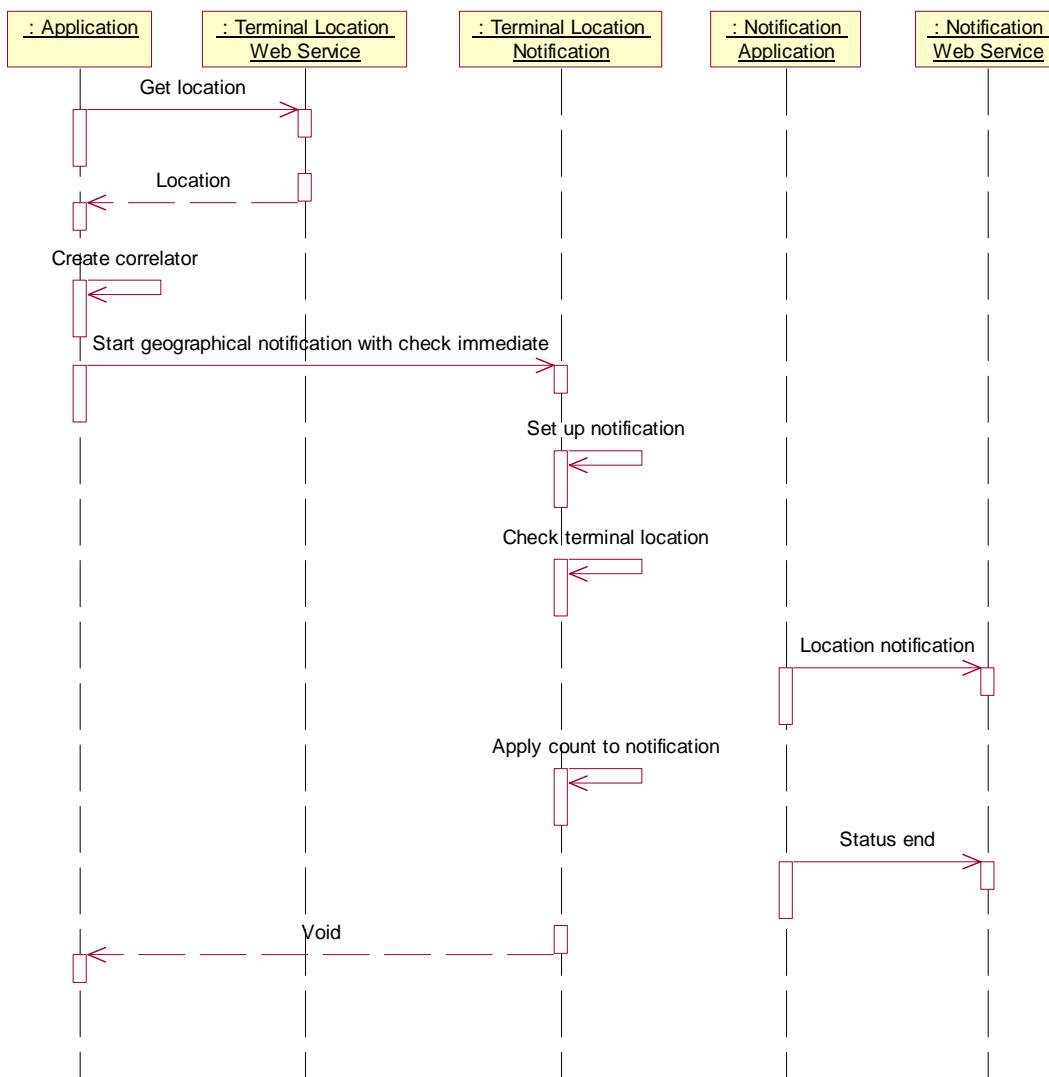 : Application
: Terminal Location
Web Service
: Terminal Location
Notification
: Notification
Application
: Notification
Web Service
Get location
Location
Create correlator
Start geographical notification with check immediate
Set up notification
Check terminal location
Location notification
Apply count to notification
Status end
Void